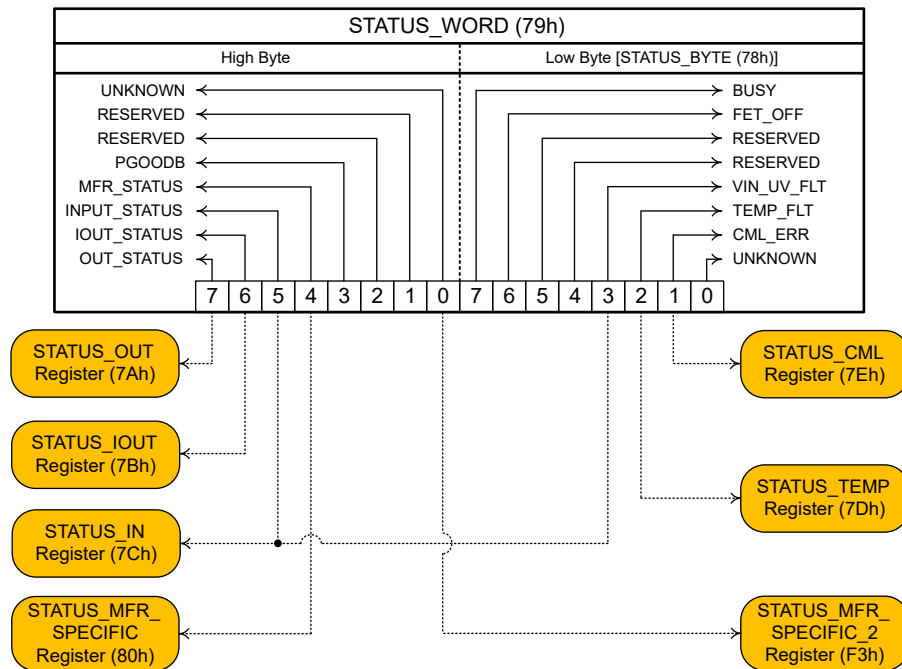 STATUS_WORD (79h)
High Byte
Low Byte [STATUS_BYTE (78h)]
UNKNOWN
RESERVED
RESERVED
PGOODB
MFR_STATUS
INPUT_STATUS
IOUT_STATUS
OUT_STATUS
BUSY
FET_OFF
RESERVED
RESERVED
VIN_UV_FLT
TEMP_FLT
CML_ERR
UNKNOWN
7 6 5 4 3 2 1 0 7 6 5 4 3 2 1 0
STATUS_OUT
Register (7Ah)
STATUS_IOUT
Register (7Bh)
STATUS_IN
Register (7Ch)
STATUS_MFR_
SPECIFIC
Register (80h)
STATUS_CML
Register (7Eh)
STATUS_TEMP
Register (7Dh)
STATUS_MFR_
SPECIFIC_2
Register (F3h)